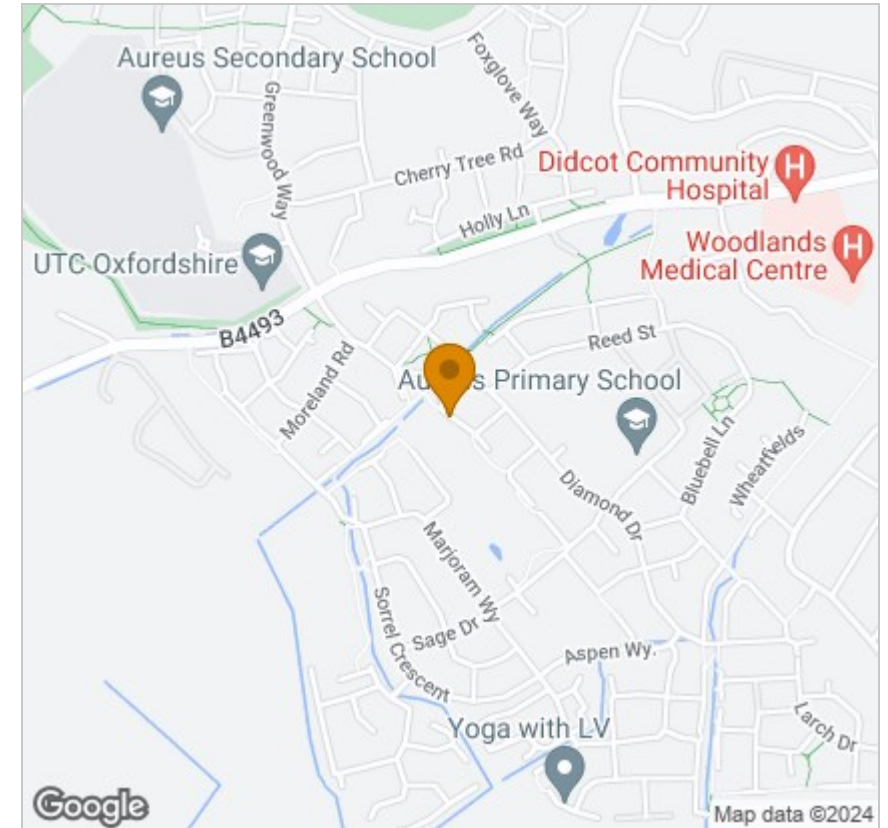 Aureus Secondary School
Foxglove Way
Greenwood Way
Cherry Tree Rd
Didcot Community
Hospital
Holly Ln
Woodlands
Medical Centre
UTC Oxfordshire
B4493
Reed St
Moreland Rd
Primary School
Bluebell Ln
Wheatfields
Diamond Dr
Marjoram Wy
Sorrel Crescent
Sage Dr
Aspen Wy.
Larch Dr
Yoga with LV
Google
Map data ©2024